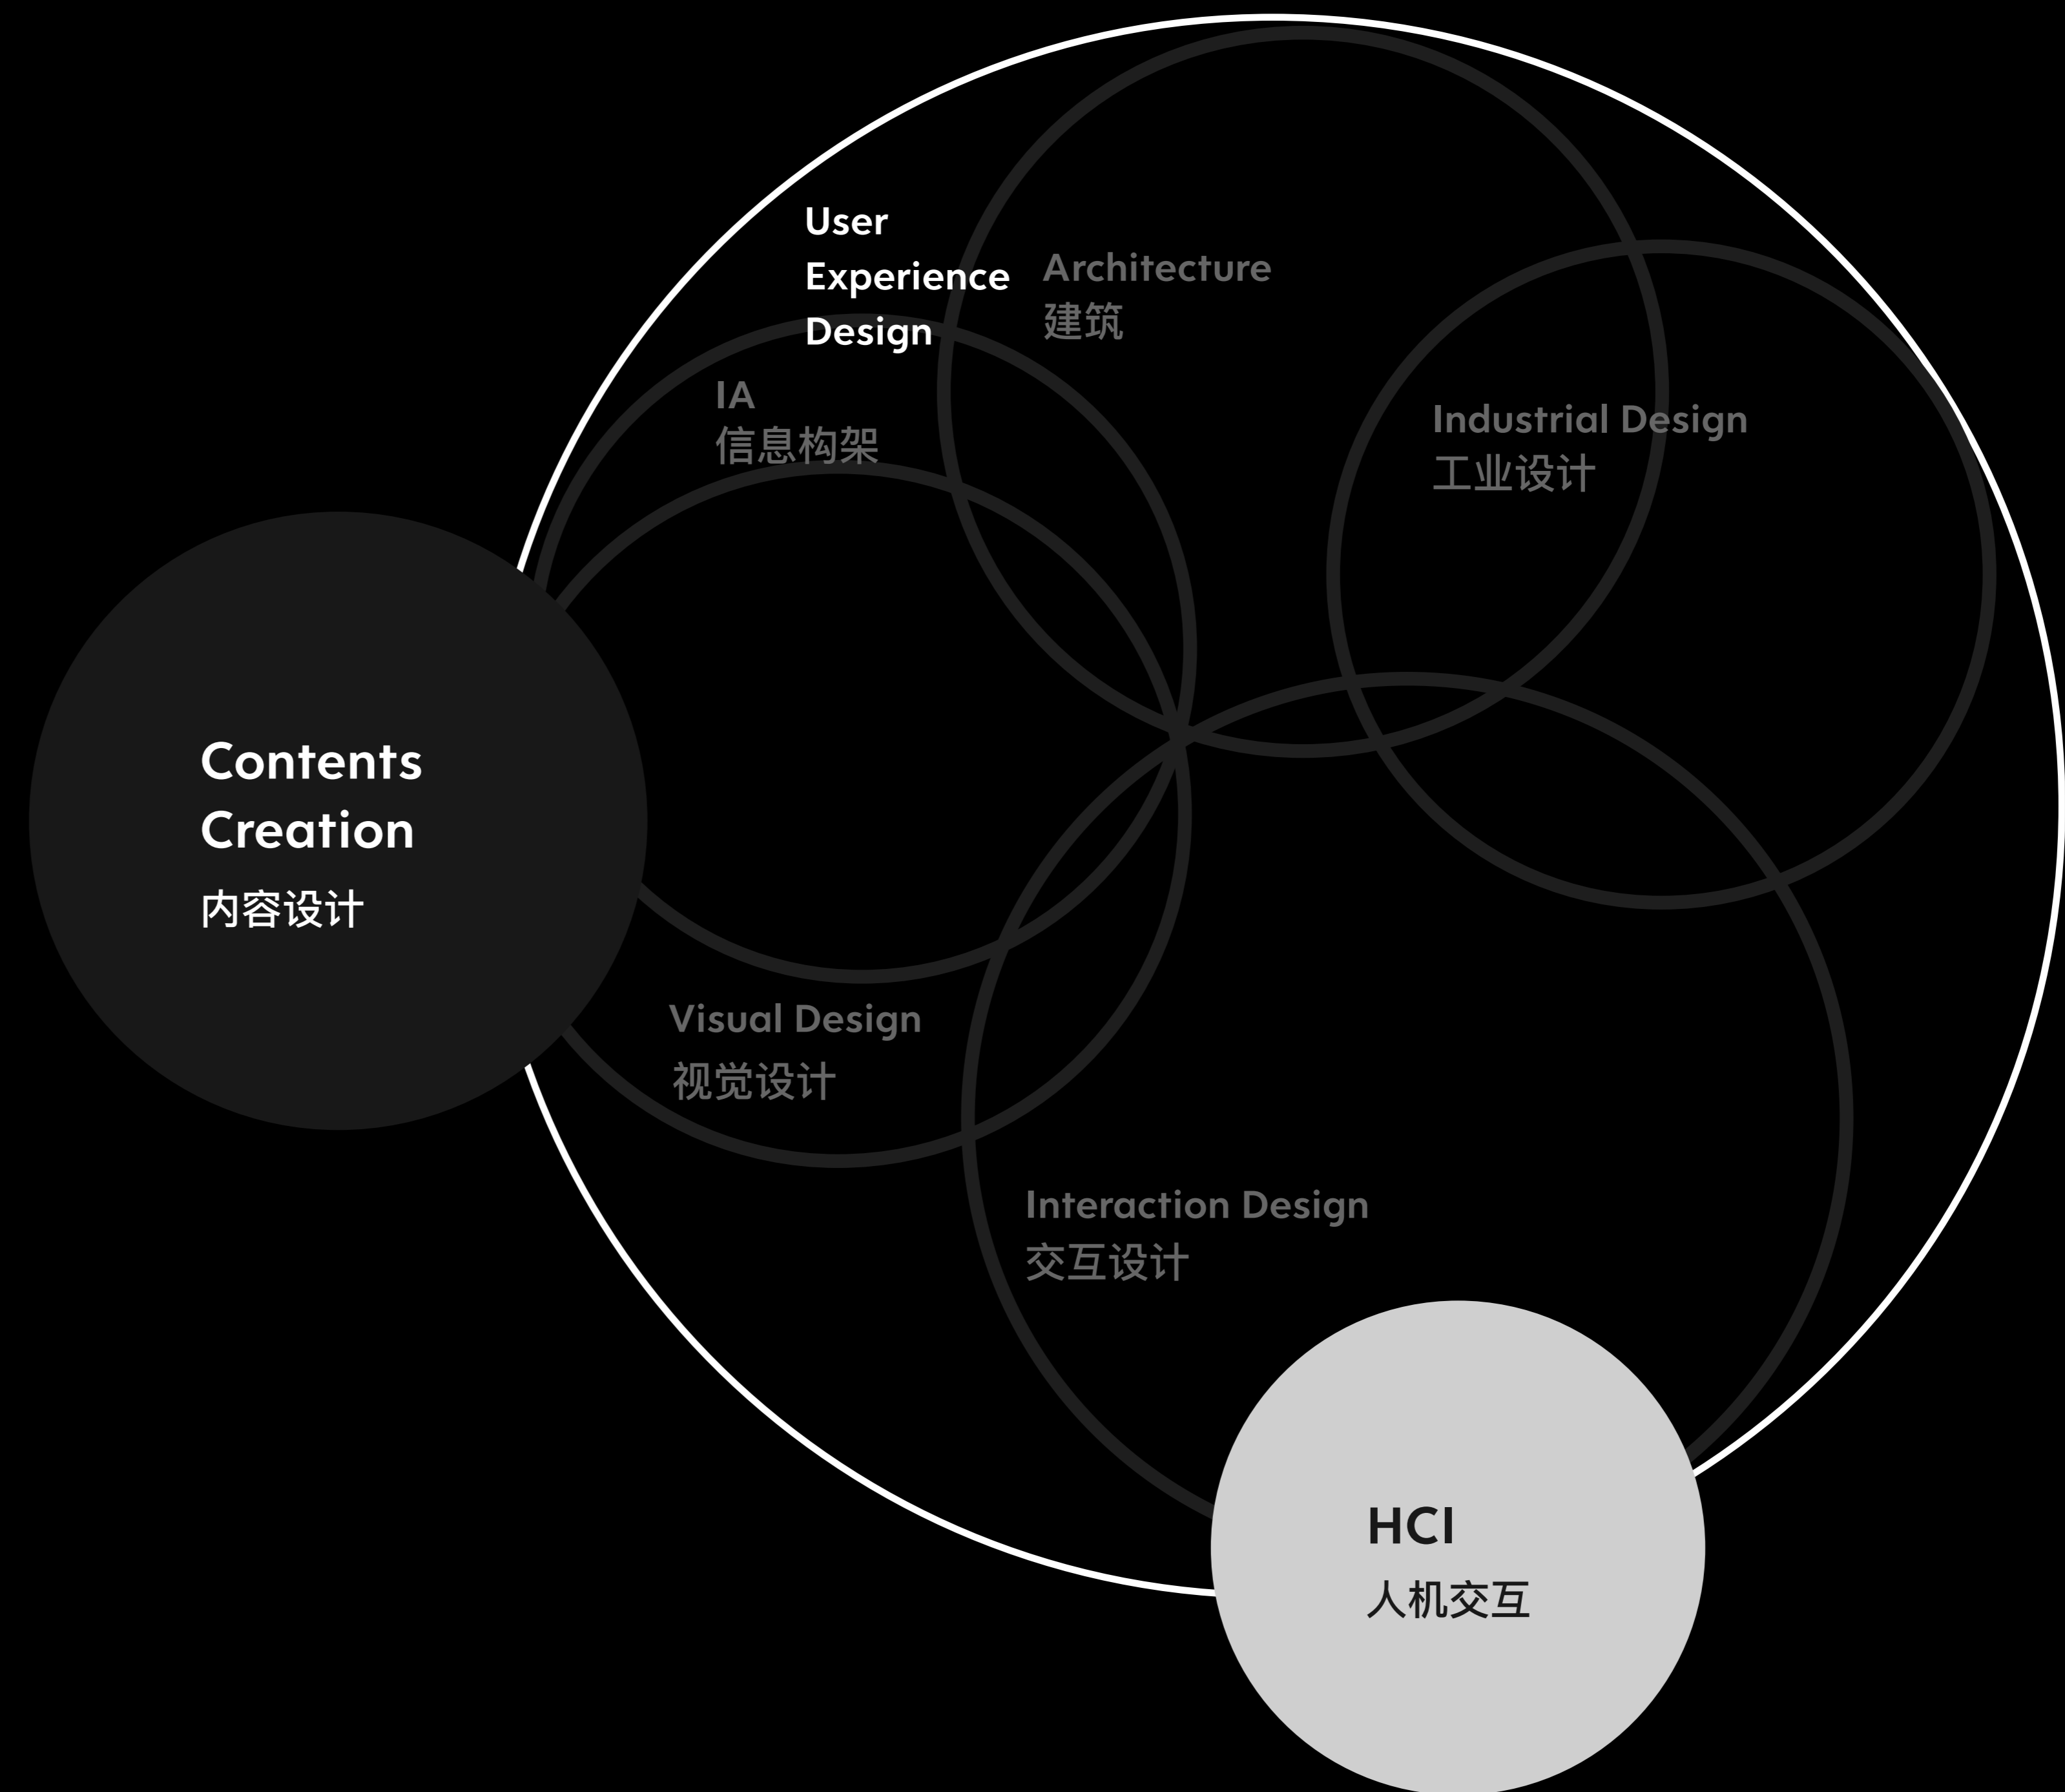 User
Experience
Design
Architecture
建筑
IA
信息构架
Industrial Design
工业设计
Contents
Creation
内容设计
Visual Design
视觉设计
Interaction Design
交互设计
HCI
人机交互